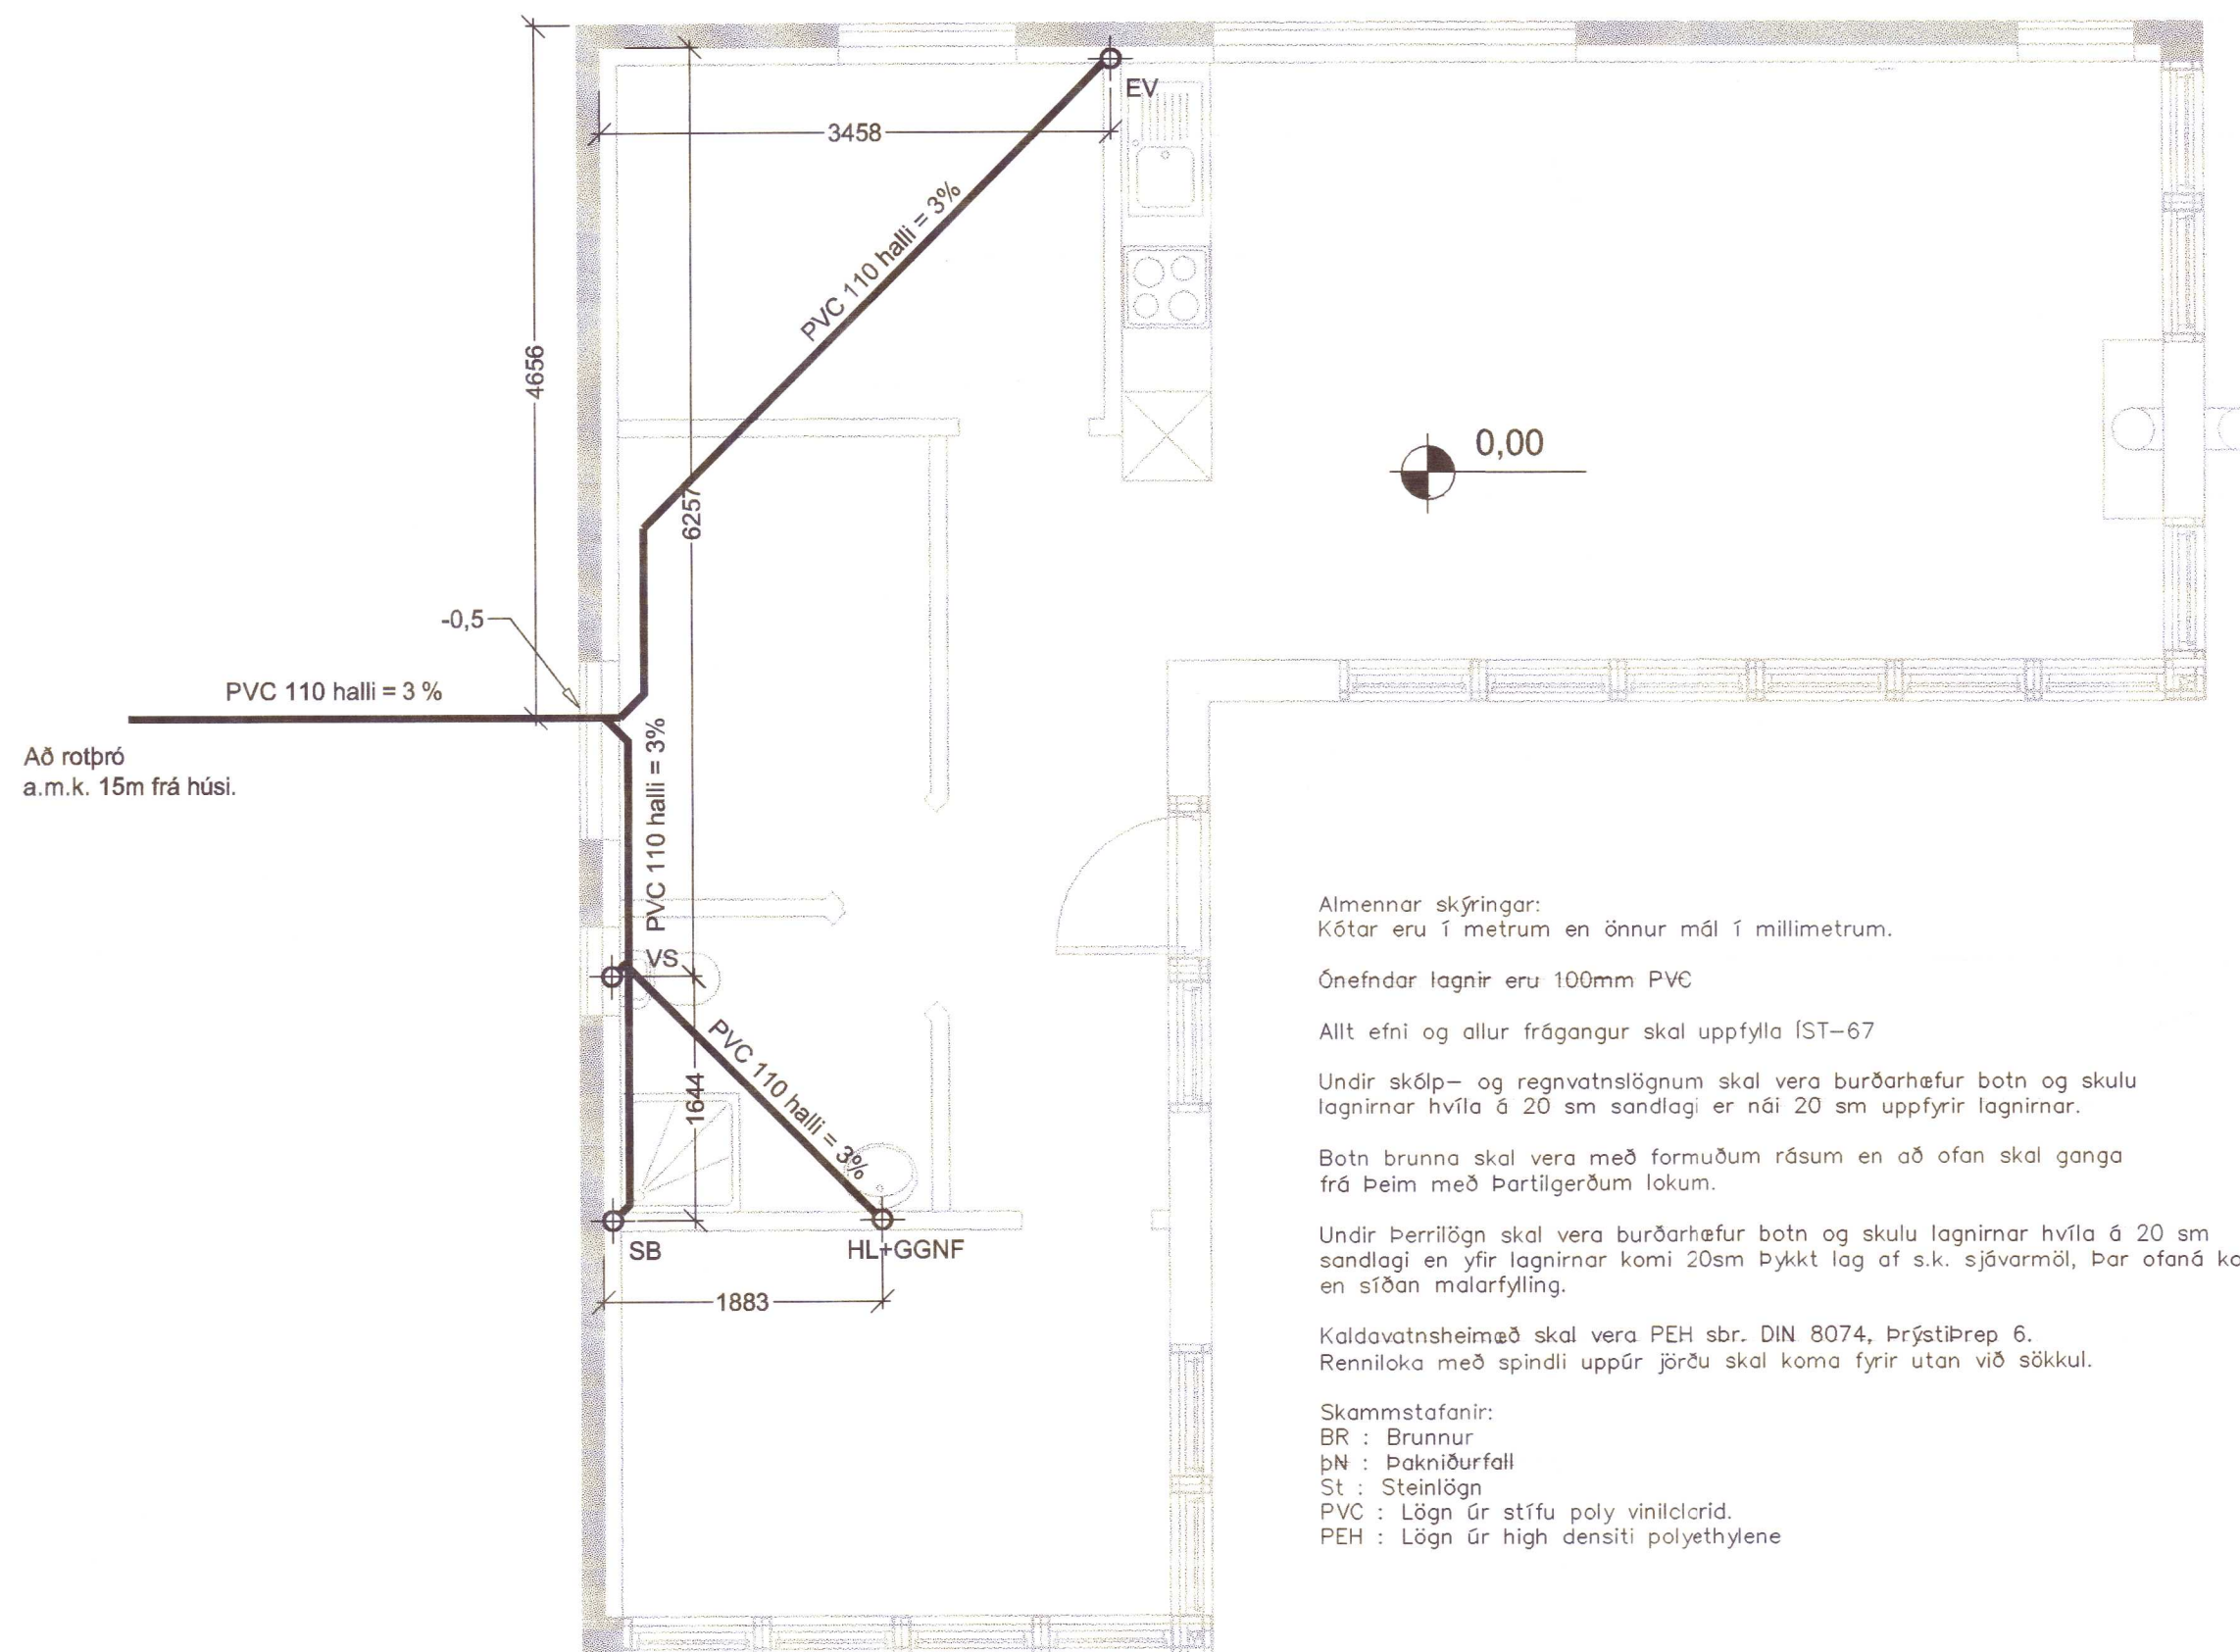 EV
3458
PVC 110 halli = 3%
4656
6257
0,00
-0,5
PVC 110 halli = 3 %
Að rotþró
a.m.k. 15m frá húsi.
PVC 110 halli = 3%
VS
PVC 110 halli = 3%
1644
SB
HL+GGNF
1883
Almennar skýringar:
Kótar eru í metrum en önnur mál í millimetrum.
Ónefndar lagnir eru 100mm PVC
Allt efni og allur frágangur skal uppfylla ÍST-67
Undir skólp- og regnvatnslögnum skal vera burðarhæfur botn og skulu
lagnirnar hvíla á 20 sm sandlagi er nái 20 sm uppfyrir lagnirnar.
Botn brunna skal vera með formuðum rásum en að ofan skal ganga
frá Þeim með Þartilgerðum lokum.
Undir Þerrilögn skal vera burðarhæfur botn og skulu lagnirnar hvíla á 20 sm
sandlagi en yfir lagnirnar komi 20sm Þykkt lag af s.k. sjávarmöl, Þar ofaná
en síðan malarfylling.
Kaldavatnsheimæð skal vera PEH sbr. DIN 8074, ÞrýstiÞrep 6.
Renniloka með spindli uppúr jörðu skal koma fyrir utan við sökkul.
Skammstafanir:
BR : Brunnur
ÞN : Þakniðurfall
St : Steinlögn
PVC : Lögn úr stífu poly vinilclorid.
PEH : Lögn úr high densiti polyethylene